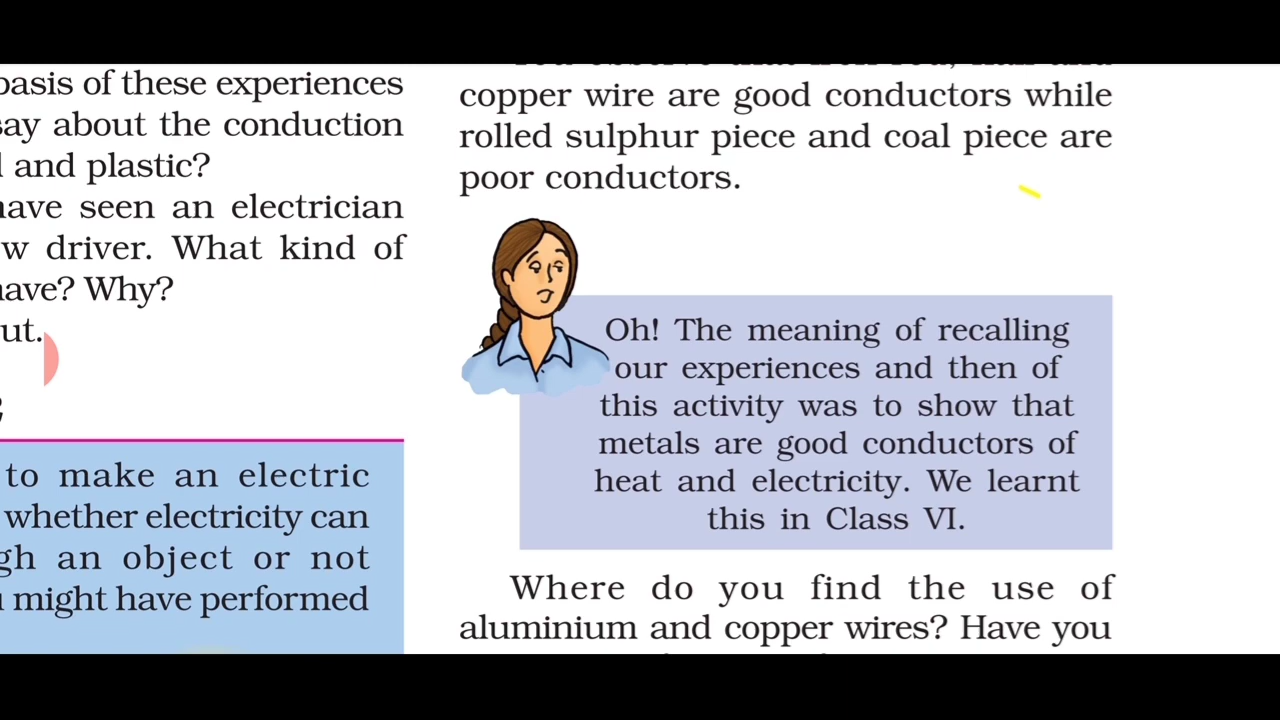 basis of these experiences
say about the conduction
and plastic?
have seen an electrician
driver. What kind of
have? Why?
to make an electric
whether electricity can
an object or not
might have performed
copper wire are good conductors while
rolled sulphur piece and coal piece are
poor conductors.
Oh! The meaning of recalling
our experiences and then of
this activity was to show that
metals are good conductors of
heat and electricity. We learnt
this in Class VI.
Where do you find the use of
aluminium and copper wires? Have you